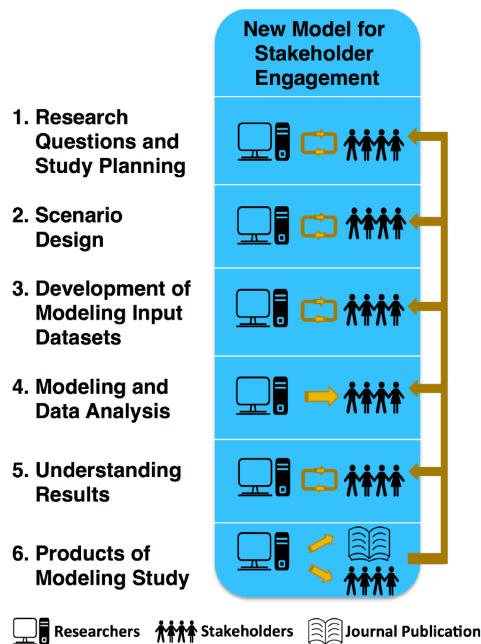 New Model for
Stakeholder
Engagement
1. Research
Questions and
Study Planning
2. Scenario
Design
3. Development of
Modeling Input
Datasets
4. Modeling and
Data Analysis
5. Understanding
Results
6. Products of
Modeling Study
Researchers Stakeholders Journal Publication